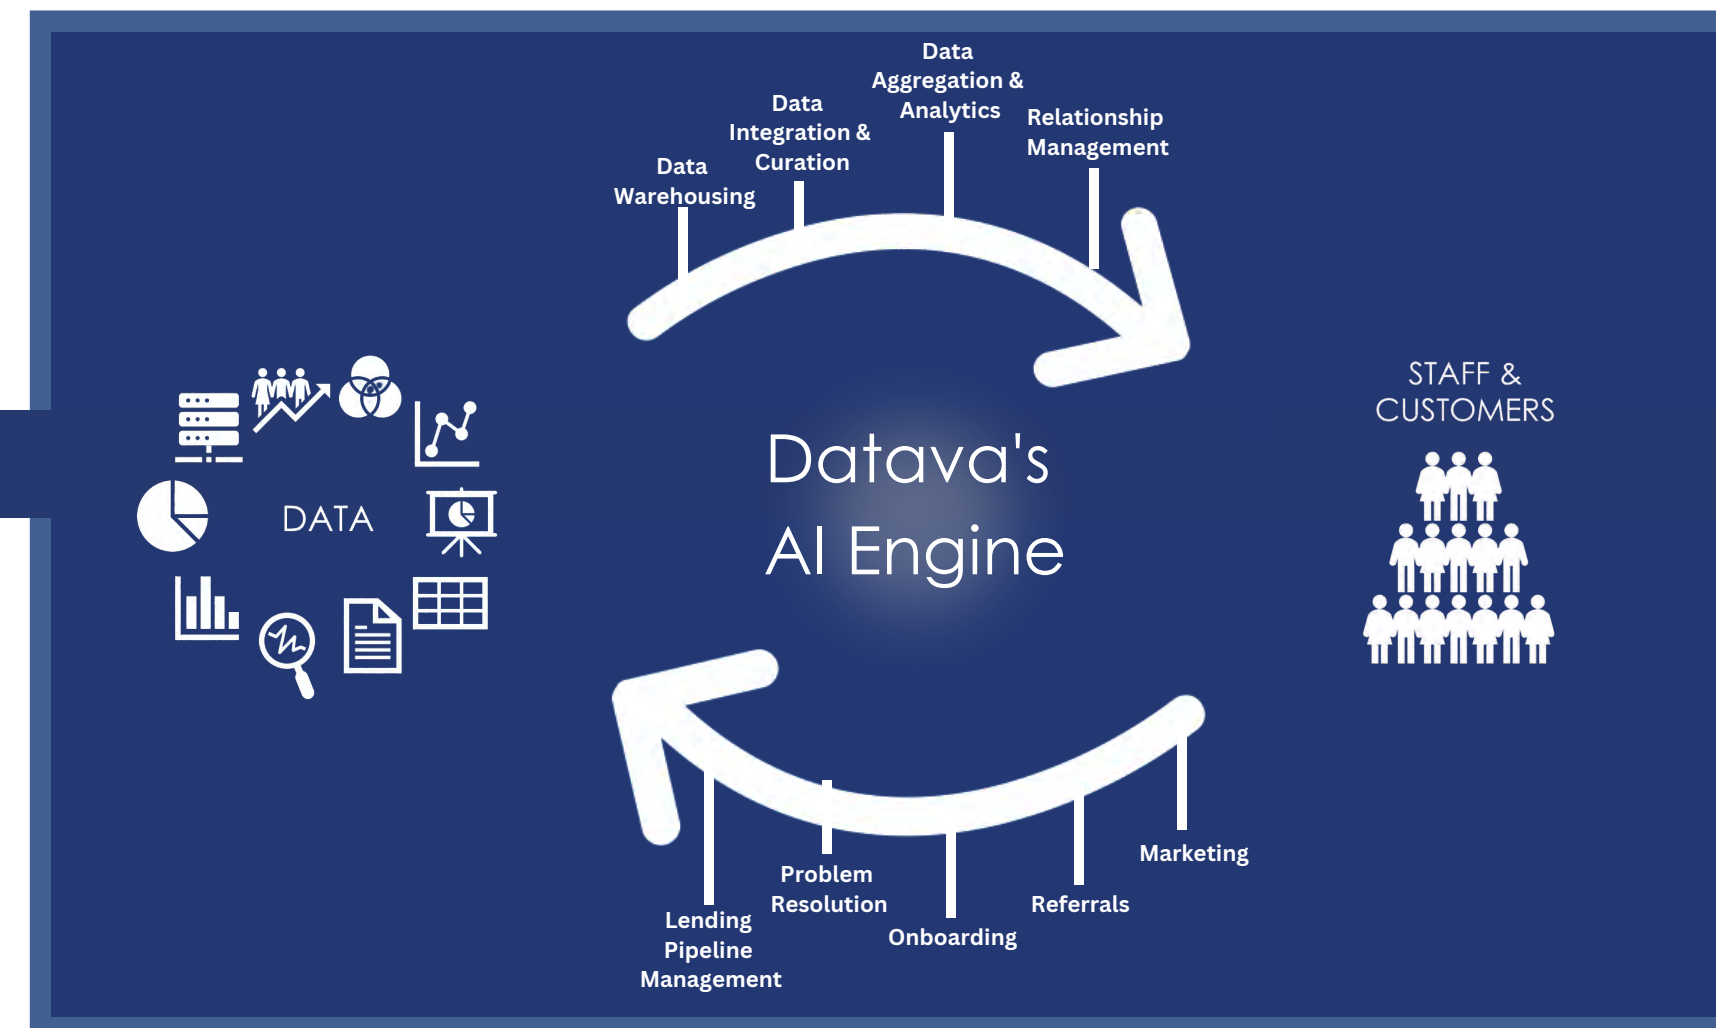 Data
Aggregation &
Analytics
Data
Integration &
Curation
Relationship
Management
Data
Warehousing
STAFF &
CUSTOMERS
Datava's
AI Engine
DATA
Marketing
Problem
Resolution
Referrals
Lending
Pipeline
Management
Onboarding